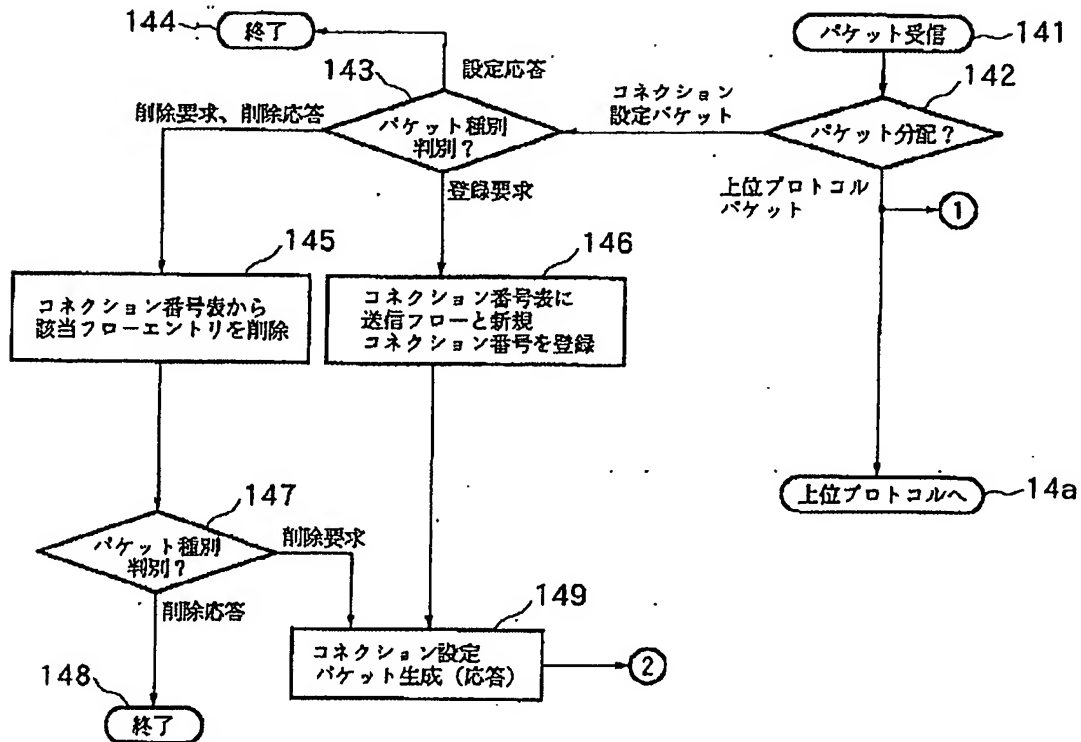 144
終了
パケット受信
141
143
設定応答
142
コネクション
設定パケット
削除要求、削除応答
パケット種別
判別?
パケット分配?
登録要求
上位プロトコル
パケット
1
145
146
コネクション番号表から
該当フローエントリを削除
コネクション番号表に
送信フローと新規
コネクション番号を登録
上位プロトコルへ
14a
147
パケット種別
判別?
削除要求
削除応答
149
コネクション設定
パケット生成(応答)
2
148
終了